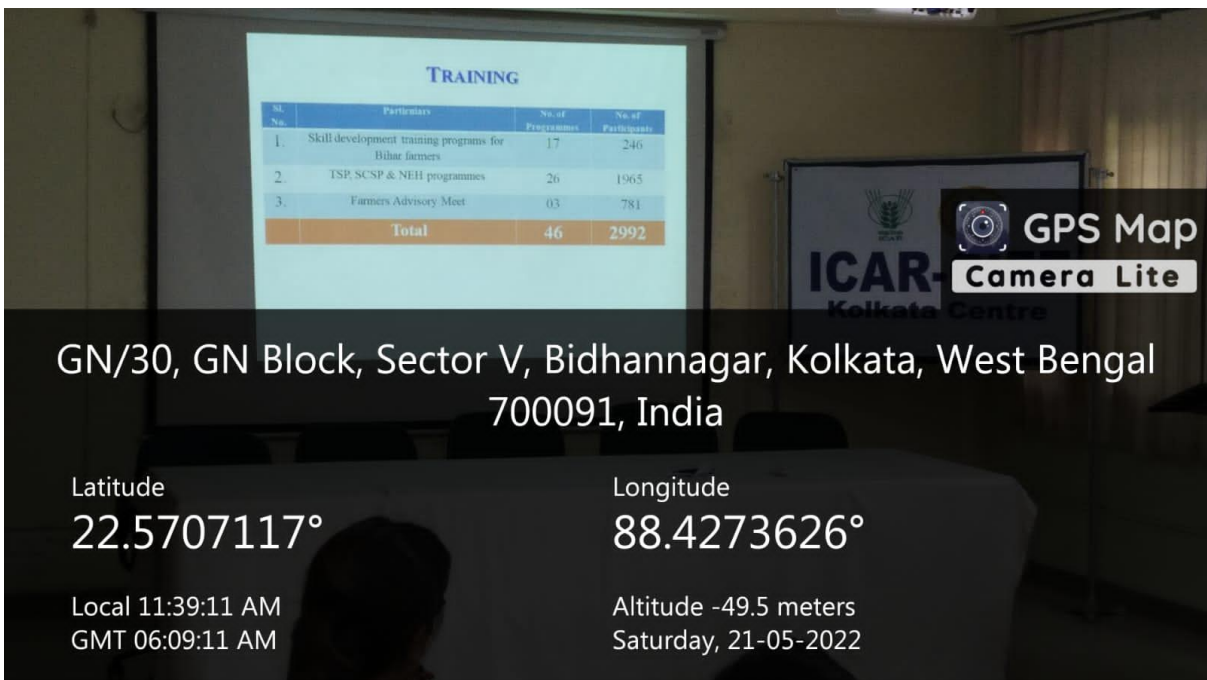 TRAINING
Sl. No. Particulars No. of Programmes No. of Participants
1. Skill development training programs for Bihar farmers 17 246
2. TSP, SCSP & NEH programmes 26 1965
3. Farmers Advisory Meet 03 781
Total 46 2992
ICAR-
Kolkata Centre
GPS Map
Camera Lite
GN/30, GN Block, Sector V, Bidhannagar, Kolkata, West Bengal
700091, India
Latitude
22.5707117°
Longitude
88.4273626°
Local 11:39:11 AM
GMT 06:09:11 AM
Altitude -49.5 meters
Saturday, 21-05-2022